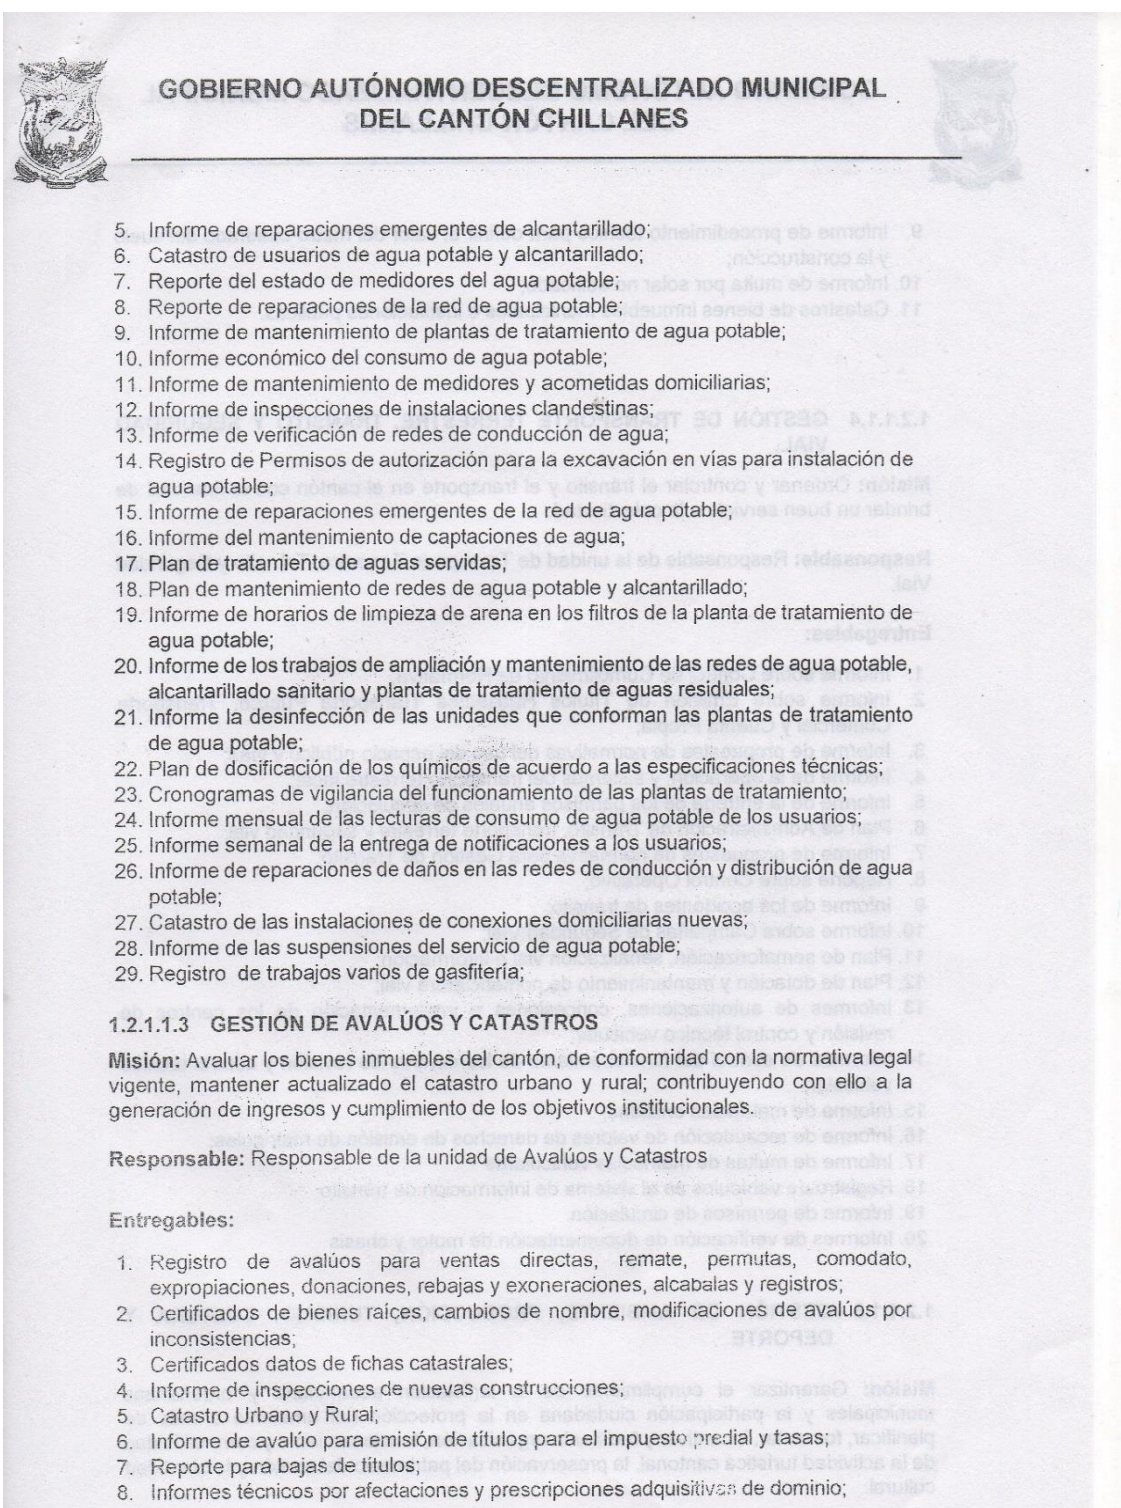 GOBIERNO AUTÓNOMO DESCENTRALIZADO MUNICIPAL
DEL CANTÓN CHILLANES
5. Informe de reparaciones emergentes de alcantarillado;
6. Catastro de usuarios de agua potable y alcantarillado;
7. Reporte del estado de medidores del agua potable;
8. Reporte de reparaciones de la red de agua potable;
9. Informe de mantenimiento de plantas de tratamiento de agua potable;
10. Informe económico del consumo de agua potable;
11. Informe de mantenimiento de medidores y acometidas domiciliarias;
12. Informe de inspecciones de instalaciones clandestinas;
13. Informe de verificación de redes de conducción de agua;
14. Registro de Permisos de autorización para la excavación en vías para instalación de
agua potable;
15. Informe de reparaciones emergentes de la red de agua potable;
16. Informe del mantenimiento de captaciones de agua;
17. Plan de tratamiento de aguas servidas;
18. Plan de mantenimiento de redes de agua potable y alcantarillado;
19. Informe de horarios de limpieza de arena en los filtros de la planta de tratamiento de
agua potable;
20. Informe de los trabajos de ampliación y mantenimiento de las redes de agua potable,
alcantarillado sanitario y plantas de tratamiento de aguas residuales;
21. Informe la desinfección de las unidades que conforman las plantas de tratamiento
de agua potable;
22. Plan de dosificación de los químicos de acuerdo a las especificaciones técnicas;
23. Cronogramas de vigilancia del funcionamiento de las plantas de tratamiento;
24. Informe mensual de las lecturas de consumo de agua potable de los usuarios;
25. Informe semanal de la entrega de notificaciones a los usuarios;
26. Informe de reparaciones de daños en las redes de conducción y distribución de agua
potable;
27. Catastro de las instalaciones de conexiones domiciliarias nuevas;
28. Informe de las suspensiones del servicio de agua potable;
29. Registro de trabajos varios de gasfitería;
1.2.1.1.3 GESTIÓN DE AVALÚOS Y CATASTROS
Misión: Avaluar los bienes inmuebles del cantón, de conformidad con la normativa legal
vigente, mantener actualizado el catastro urbano y rural; contribuyendo con ello a la
generación de ingresos y cumplimiento de los objetivos institucionales.
Responsable: Responsable de la unidad de Avalúos y Catastros
Entregables:
1. Registro de avalúos para ventas directas, remate, permutas, comodato,
expropiaciones, donaciones, rebajas y exoneraciones, alcabalas y registros;
2. Certificados de bienes raíces, cambios de nombre, modificaciones de avalúos por
inconsistencias;
3. Certificados datos de fichas catastrales;
4. Informe de inspecciones de nuevas construcciones;
5. Catastro Urbano y Rural;
6. Informe de avalúo para emisión de títulos para el impuesto predial y tasas;
7. Reporte para bajas de títulos;
8. Informes técnicos por afectaciones y prescripciones adquisitivas de dominio;